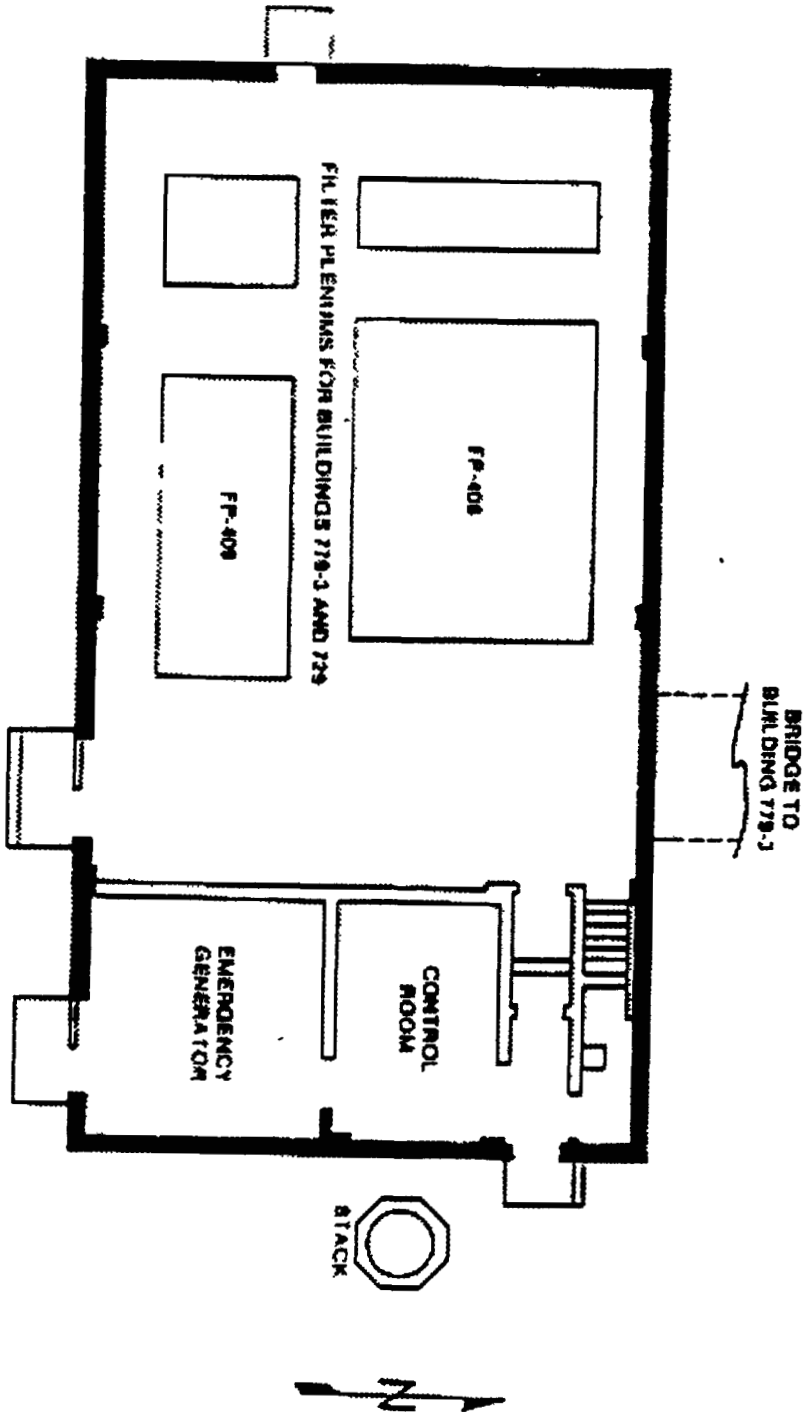 BRIDGE TO
BUILDING 779-3
FILTER PLENUMS FOR BUILDINGS 779-3 AND 729
FP-408
FP-409
CONTROL
ROOM
EMERGENCY
GENERATOR
STACK
N